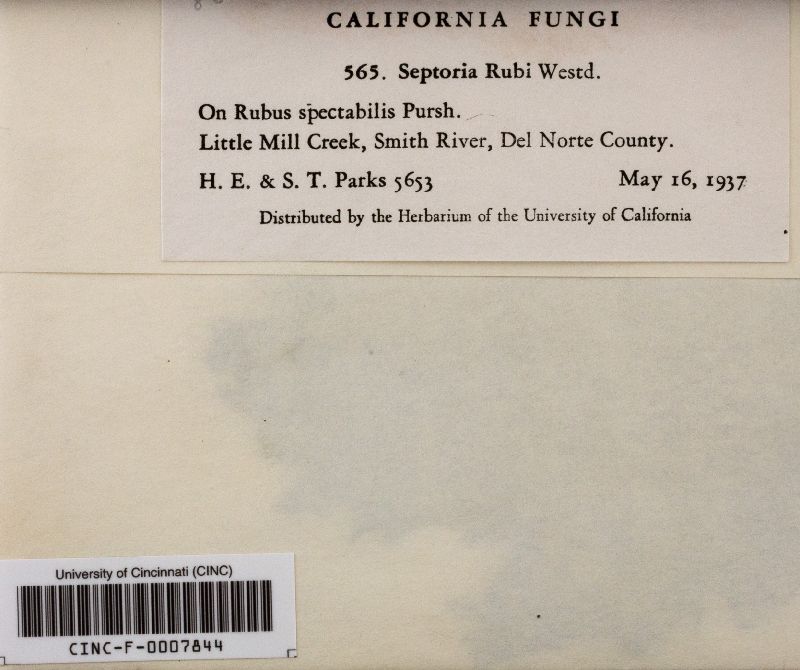 CALIFORNIA FUNGI
565. Septoria Rubi Westd.
On Rubus spectabilis Pursh.
Little Mill Creek, Smith River, Del Norte County.
H. E. & S. T. Parks 5653 May 16, 1937
Distributed by the Herbarium of the University of California
University of Cincinnati (CINC)
CINC-F-0007844